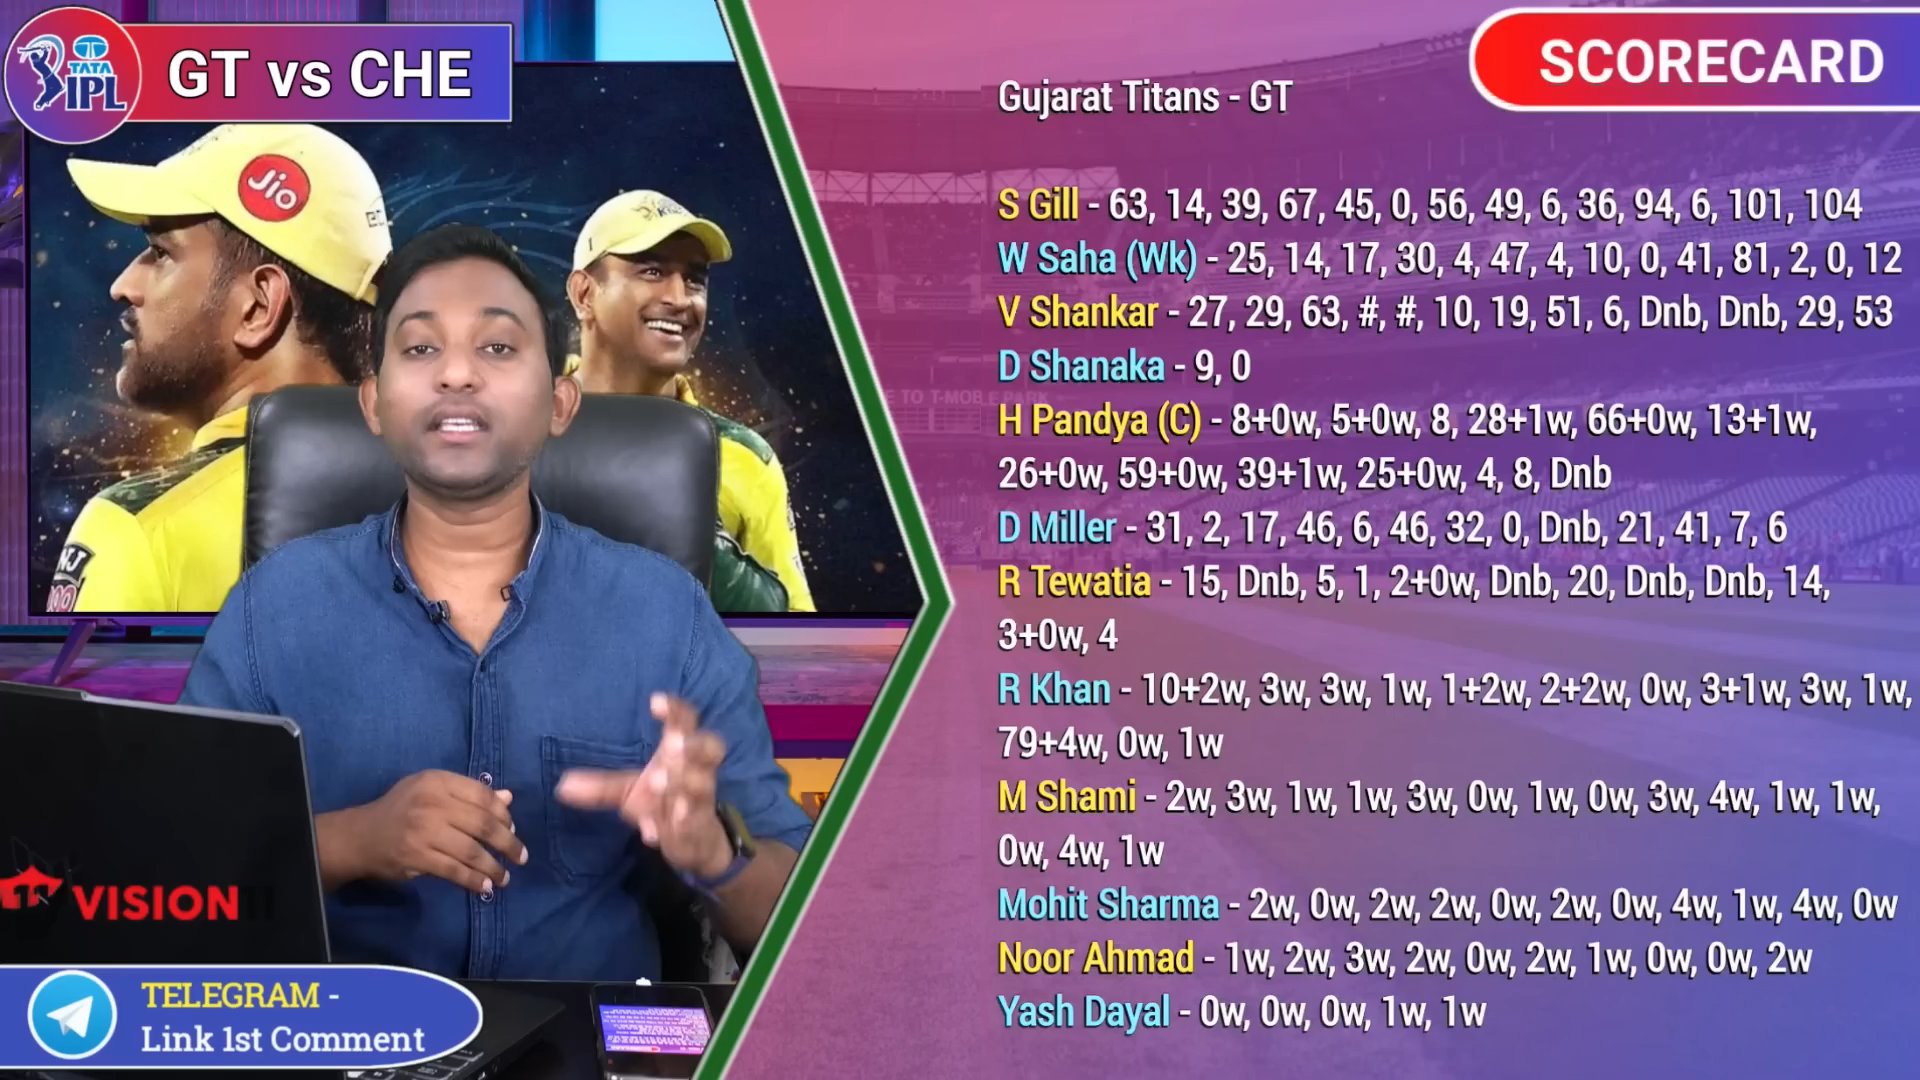 TATA
IPL
GT vs CHE
SCORECARD
Jio
Gujarat Titans - GT
S Gill - 63, 14, 39, 67, 45, 0, 56, 49, 6, 36, 94, 6, 101, 104
W Saha (Wk) - 25, 14, 17, 30, 4, 47, 4, 10, 0, 41, 81, 2, 0, 12
V Shankar - 27, 29, 63, #, #, 10, 19, 51, 6, Dnb, Dnb, 29, 53
D Shanaka - 9, 0
H Pandya (C) - 8+0w, 5+0w, 8, 28+1w, 66+0w, 13+1w,
26+0w, 59+0w, 39+1w, 25+0w, 4, 8, Dnb
D Miller - 31, 2, 17, 46, 6, 46, 32, 0, Dnb, 21, 41, 7, 6
R Tewatia - 15, Dnb, 5, 1, 2+0w, Dnb, 20, Dnb, Dnb, 14,
3+0w, 4
R Khan - 10+2w, 3w, 3w, 1w, 1+2w, 2+2w, 0w, 3+1w, 3w, 1w,
79+4w, 0w, 1w
M Shami - 2w, 3w, 1w, 1w, 3w, 0w, 1w, 0w, 3w, 4w, 1w, 1w,
0w, 4w, 1w
Mohit Sharma - 2w, 0w, 2w, 2w, 0w, 2w, 0w, 4w, 1w, 4w, 0w
Noor Ahmad - 1w, 2w, 3w, 2w, 0w, 2w, 1w, 0w, 0w, 2w
Yash Dayal - 0w, 0w, 0w, 1w, 1w
VISION
TELEGRAM -
Link 1st Comment